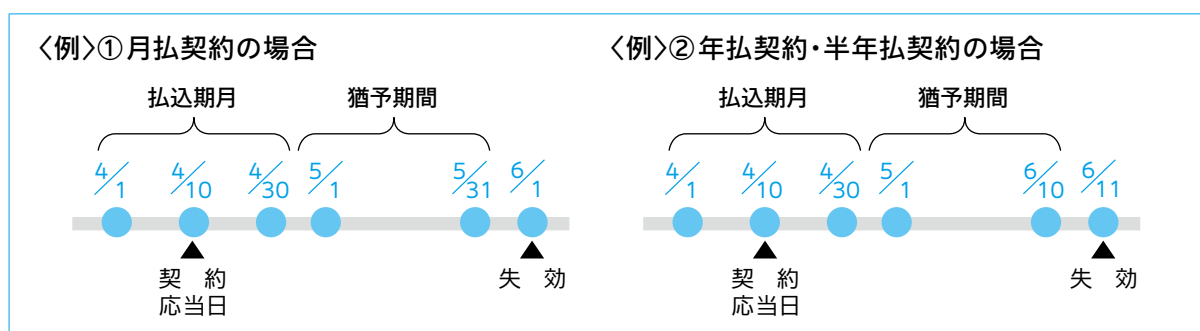 〈例〉①月払契約の場合
払込期月
猶予期間
4/1
4/10
4/30
5/1
5/31
6/1
契約
応当日
失効
〈例〉②年払契約・半年払契約の場合
払込期月
猶予期間
4/1
4/10
4/30
5/1
6/10
6/11
契約
応当日
失効